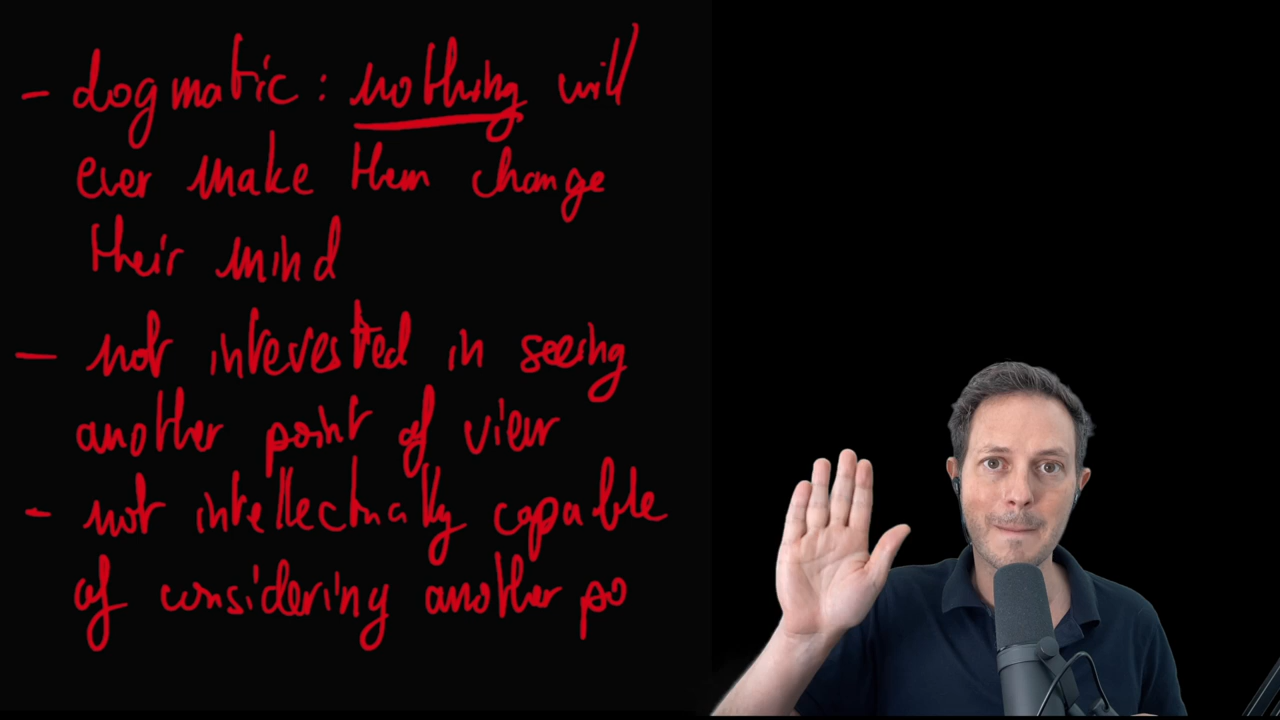 - dogmatic: nothing will
ever make them change
their mind
- not interested in seeing
another point of view
- not intellectually capable
of considering another po